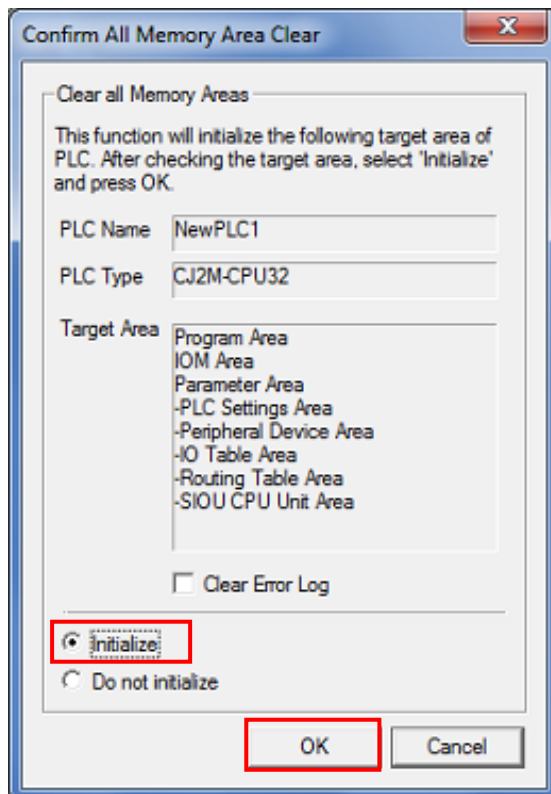 Confirm All Memory Area Clear
Clear all Memory Areas
This function will initialize the following target area of
PLC. After checking the target area, select 'Initialize'
and press OK.
PLC Name NewPLC1
PLC Type CJ2M-CPU32
Target Area Program Area
IOM Area
Parameter Area
-PLC Settings Area
-Peripheral Device Area
-IO Table Area
-Routing Table Area
-SIOU CPU Unit Area
Clear Error Log
Initialize
Do not initialize
OK Cancel